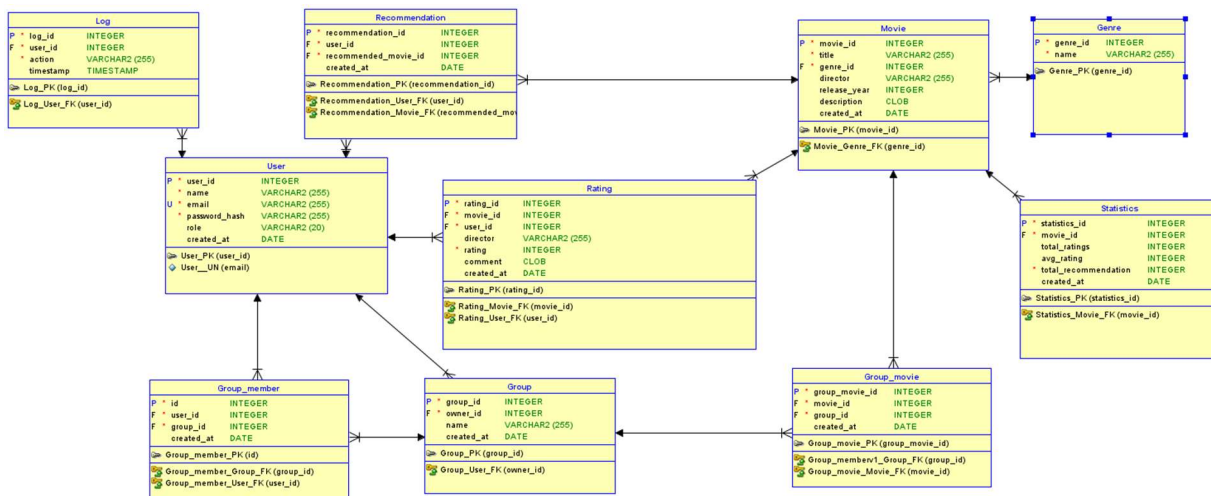 Log
P * log_id INTEGER
F * user_id INTEGER
* action VARCHAR2 (255)
timestamp TIMESTAMP
Log_PK (log_id)
Log_User_FK (user_id)
Recommendation
P * recommendation_id INTEGER
F * user_id INTEGER
F * recommended_movie_id INTEGER
created_at DATE
Recommendation_PK (recommendation_id)
Recommendation_User_FK (user_id)
Recommendation_Movie_FK (recommended_mov
Movie
P * movie_id INTEGER
* title VARCHAR2 (255)
F * genre_id INTEGER
director VARCHAR2 (255)
release_year INTEGER
description CLOB
created_at DATE
Movie_PK (movie_id)
Movie_Genre_FK (genre_id)
Genre
P * genre_id INTEGER
* name VARCHAR2 (255)
Genre_PK (genre_id)
User
P * user_id INTEGER
* name VARCHAR2 (255)
U * email VARCHAR2 (255)
* password_hash VARCHAR2 (255)
role VARCHAR2 (20)
created_at DATE
User_PK (user_id)
User__UN (email)
Rating
P * rating_id INTEGER
F * movie_id INTEGER
F * user_id INTEGER
director VARCHAR2 (255)
* rating INTEGER
comment CLOB
created_at DATE
Rating_PK (rating_id)
Rating_Movie_FK (movie_id)
Rating_User_FK (user_id)
Statistics
P * statistics_id INTEGER
F * movie_id INTEGER
total_ratings INTEGER
avg_rating INTEGER
* total_recommendation INTEGER
created_at DATE
Statistics_PK (statistics_id)
Statistics_Movie_FK (movie_id)
Group_member
P * id INTEGER
F * user_id INTEGER
F * group_id INTEGER
created_at DATE
Group_member_PK (id)
Group_member_Group_FK (group_id)
Group_member_User_FK (user_id)
Group
P * group_id INTEGER
F * owner_id INTEGER
name VARCHAR2 (255)
created_at DATE
Group_PK (group_id)
Group_User_FK (owner_id)
Group_movie
P * group_movie_id INTEGER
F * movie_id INTEGER
F * group_id INTEGER
created_at DATE
Group_movie_PK (group_movie_id)
Group_memberv1_Group_FK (group_id)
Group_movie_Movie_FK (movie_id)